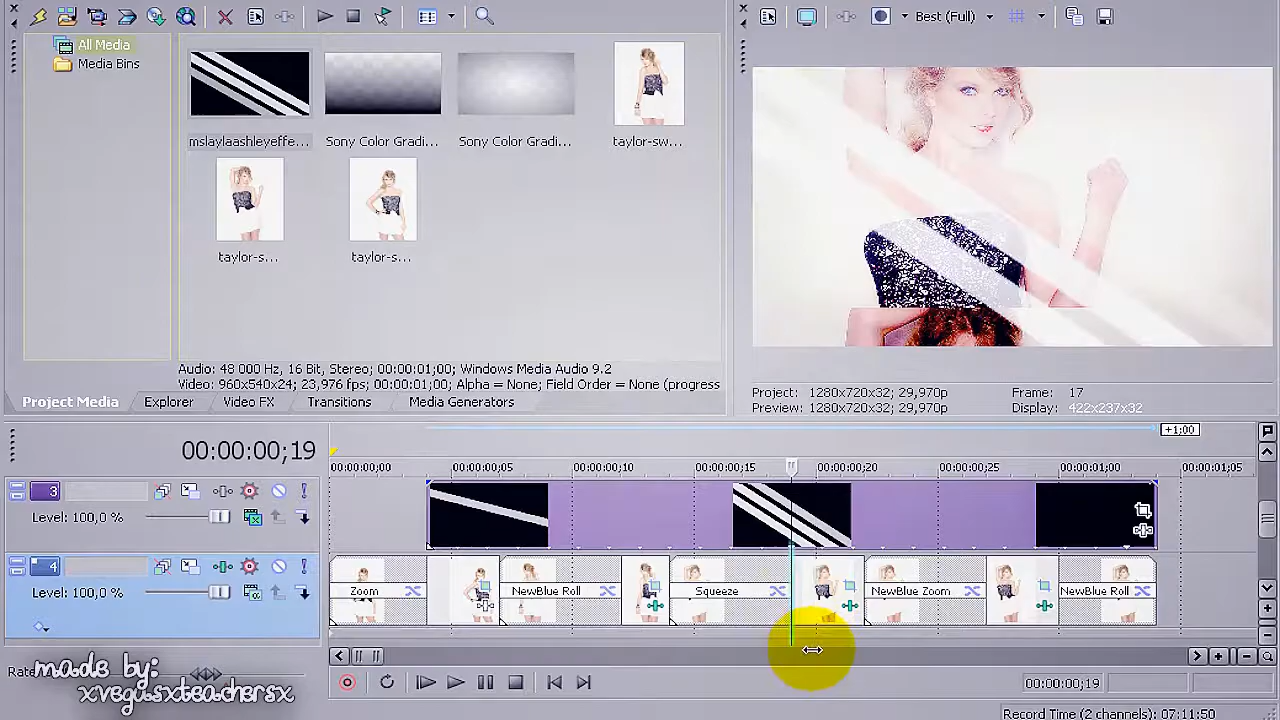 Best (Full)
All Media
Media Bins
mslaylaashleyeffe...
Sony Color Gradi...
Sony Color Gradi...
taylor-sw...
taylor-s...
taylor-s...
Audio: 48 000 Hz, 16 Bit, Stereo; 00:00:01;00; Windows Media Audio 9.2
Video: 960x540x24; 23,976 fps; 00:00:01;00; Alpha = None; Field Order = None (progress
Project Media
Explorer
Video FX
Transitions
Media Generators
Project: 1280x720x32; 29,970p
Frame: 17
Preview: 1280x720x32; 29,970p
Display: 422x237x32
+1;00
00:00:00;19
00:00:00;00
00:00:00;05
00:00:00;10
00:00:00;15
00:00:00;20
00:00:00;25
00:00:01;00
00:00:01;05
3
Level: 100,0 %
4
Level: 100,0 %
Zoom
NewBlue Roll
Squeeze
NewBlue Zoom
NewBlue Roll
Rate
made by:
xvegasxteachersx
00:00:00;19
Record Time (2 channels): 07:11:50